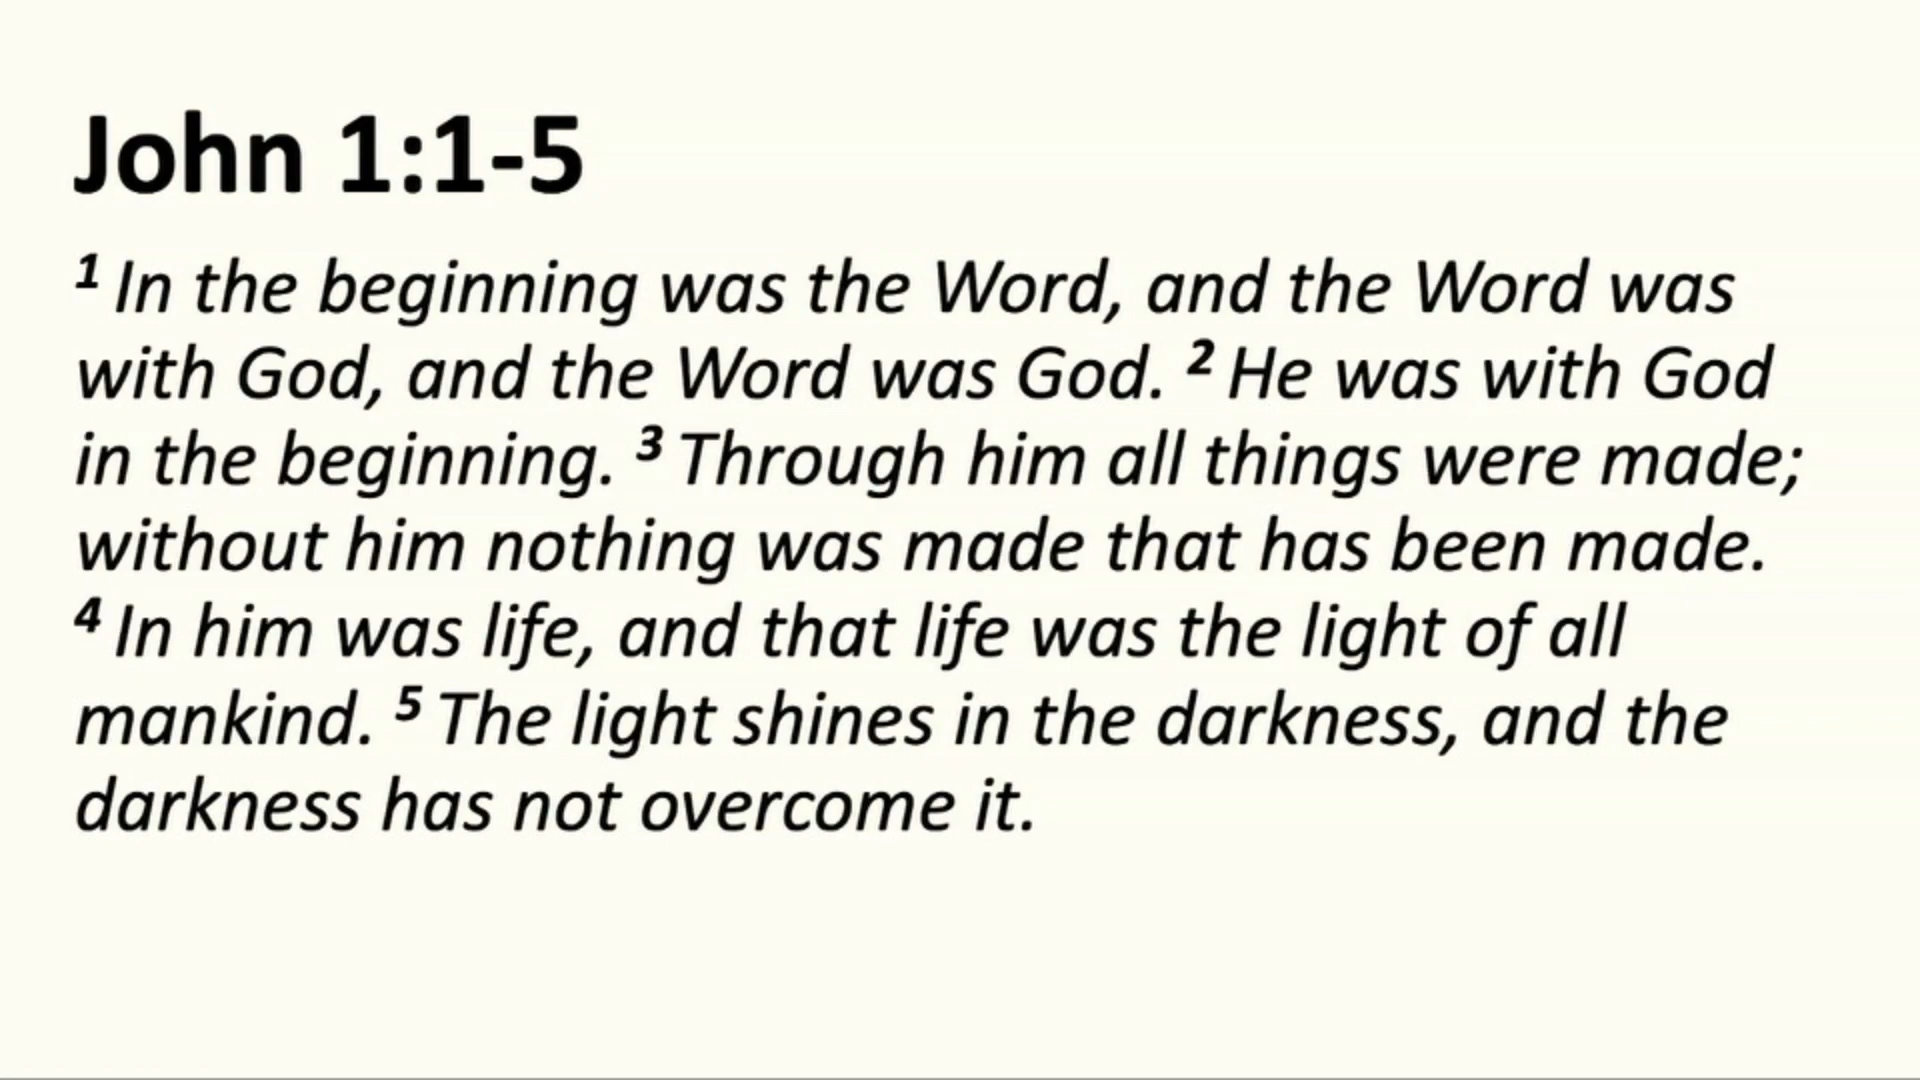 John 1:1-5
1 In the beginning was the Word, and the Word was
with God, and the Word was God. 2 He was with God
in the beginning. 3 Through him all things were made;
without him nothing was made that has been made.
4 In him was life, and that life was the light of all
mankind. 5 The light shines in the darkness, and the
darkness has not overcome it.